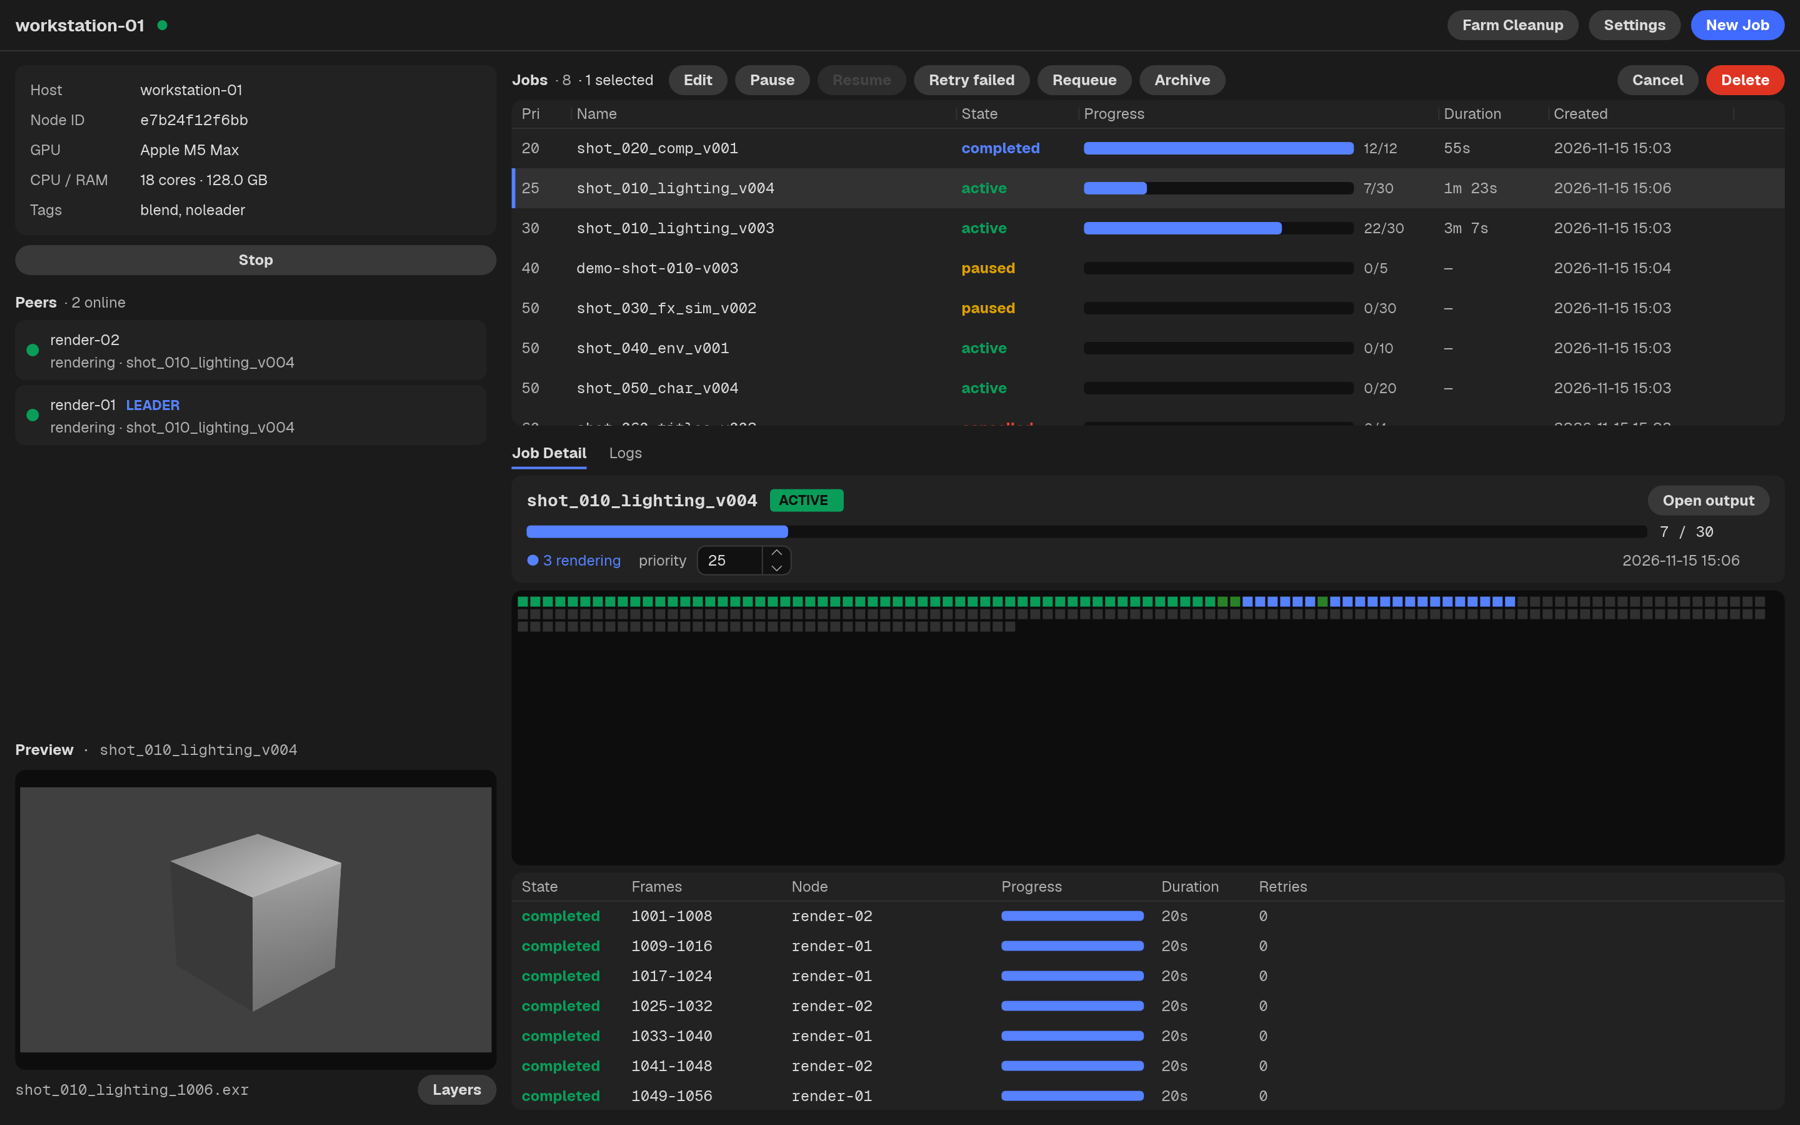 workstation-01
Farm Cleanup Settings New Job
Host workstation-01
Node ID e7b24f12f6bb
GPU Apple M5 Max
CPU / RAM 18 cores · 128.0 GB
Tags blend, noleader
Stop
Peers · 2 online
render-02
rendering · shot_010_lighting_v004
render-01 LEADER
rendering · shot_010_lighting_v004
Preview · shot_010_lighting_v004
shot_010_lighting_1006.exr Layers
Jobs · 8 · 1 selected Edit Pause Resume Retry failed Requeue Archive Cancel Delete
Pri Name State Progress Duration Created
20 shot_020_comp_v001 completed 12/12 55s 2026-11-15 15:03
25 shot_010_lighting_v004 active 7/30 1m 23s 2026-11-15 15:06
30 shot_010_lighting_v003 active 22/30 3m 7s 2026-11-15 15:03
40 demo-shot-010-v003 paused 0/5 – 2026-11-15 15:04
50 shot_030_fx_sim_v002 paused 0/30 – 2026-11-15 15:03
50 shot_040_env_v001 active 0/10 – 2026-11-15 15:03
50 shot_050_char_v004 active 0/20 – 2026-11-15 15:03
Job Detail Logs
shot_010_lighting_v004 ACTIVE Open output
7 / 30
3 rendering priority 25 2026-11-15 15:06
State Frames Node Progress Duration Retries
completed 1001-1008 render-02 20s 0
completed 1009-1016 render-01 20s 0
completed 1017-1024 render-01 20s 0
completed 1025-1032 render-02 20s 0
completed 1033-1040 render-01 20s 0
completed 1041-1048 render-02 20s 0
completed 1049-1056 render-01 20s 0